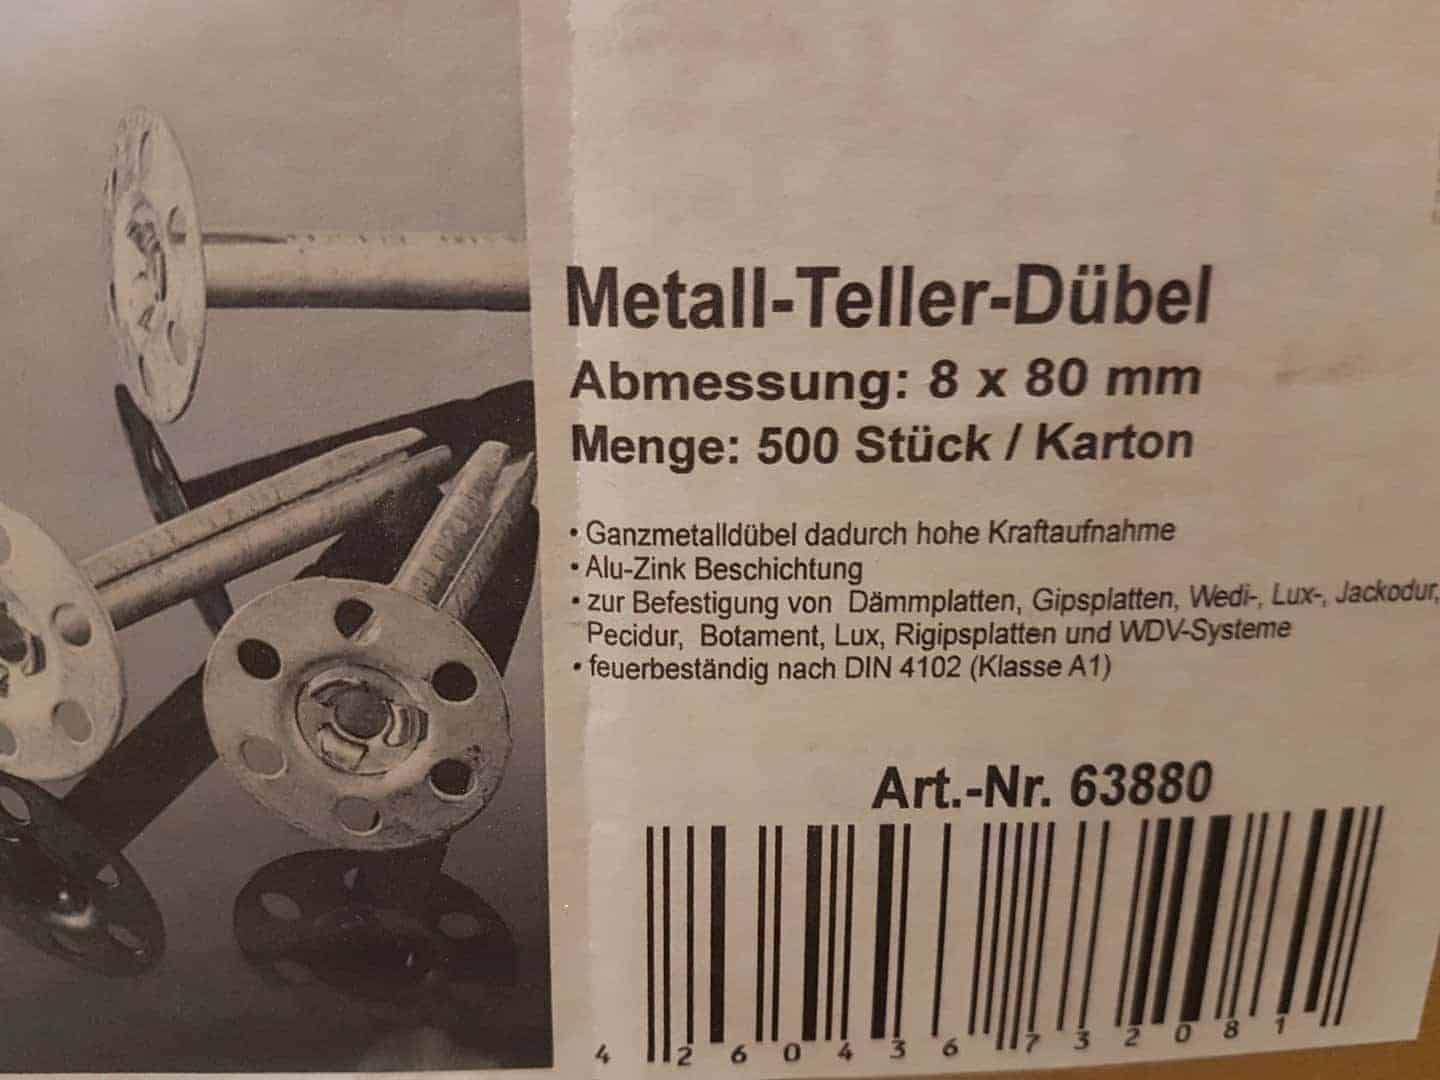 Metall-Teller-Dübel
Abmessung: 8 x 80 mm
Menge: 500 Stück / Karton
• Ganzmetalldübel dadurch hohe Kraftaufnahme
• Alu-Zink Beschichtung
• zur Befestigung von Dämmplatten, Gipsplatten, Wedi-, Lux-, Jackodur,
Pecidur, Botament, Lux, Rigipsplatten und WDV-Systeme
• feuerbeständig nach DIN 4102 (Klasse A1)
Art.-Nr. 63880
4 260436 732081